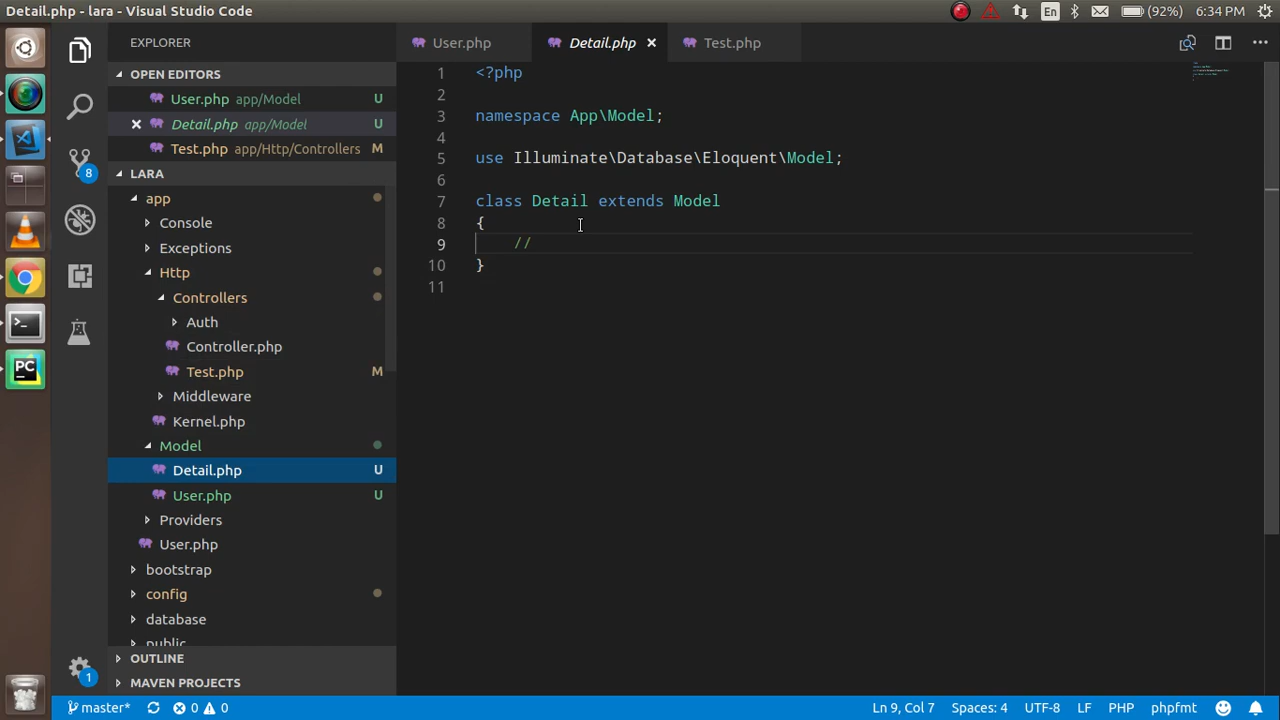 Detail.php - lara - Visual Studio Code
En
(92%)
6:34 PM
EXPLORER
OPEN EDITORS
User.php app/Model U
Detail.php app/Model U
Test.php app/Http/Controllers M
LARA
app
Console
Exceptions
Http
Controllers
Auth
Controller.php
Test.php M
Middleware
Kernel.php
Model
Detail.php U
User.php U
Providers
User.php
bootstrap
config
database
public
OUTLINE
MAVEN PROJECTS
8
1
PC
User.php
Detail.php
Test.php
1 <?php
2
3 namespace App\Model;
4
5 use Illuminate\Database\Eloquent\Model;
6
7 class Detail extends Model
8 {
9 //
10 }
11
master*
0
0
Ln 9, Col 7
Spaces: 4
UTF-8
LF
PHP
phpfmt